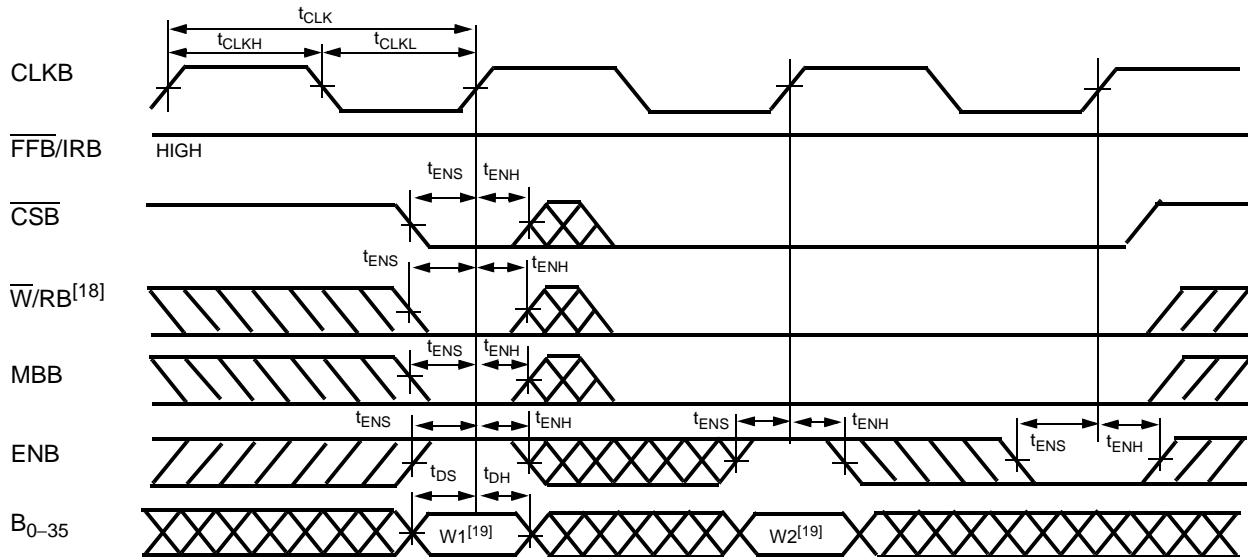 tCLK
tCLKH tCLKL
CLKB
FFB/IRB HIGH
tENS tENH
CSB
tENS tENH
W/RB[18]
tENS tENH
MBB
tENS tENH tENS tENH
ENB tENS tENH
tDS tDH
B0–35 W1[19] W2[19]